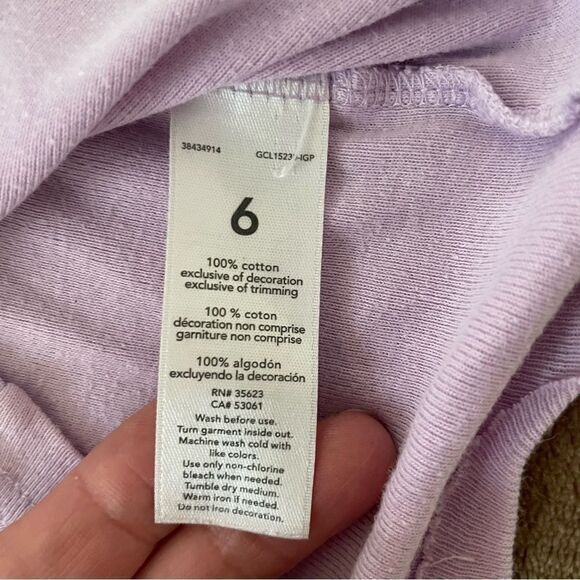 38434914
6
100% cotton
exclusive of decoration
exclusive of trimming
100 % coton
décoration non comprise
garniture non comprise
100% algodón
excluyendo la decoración
RN# 35623
CA# 53061
Wash before use.
Turn garment inside out.
Machine wash cold with
like colors.
Use only non-chlorine
bleach when needed.
Tumble dry medium.
Warm iron if needed.
Do not iron decoration.